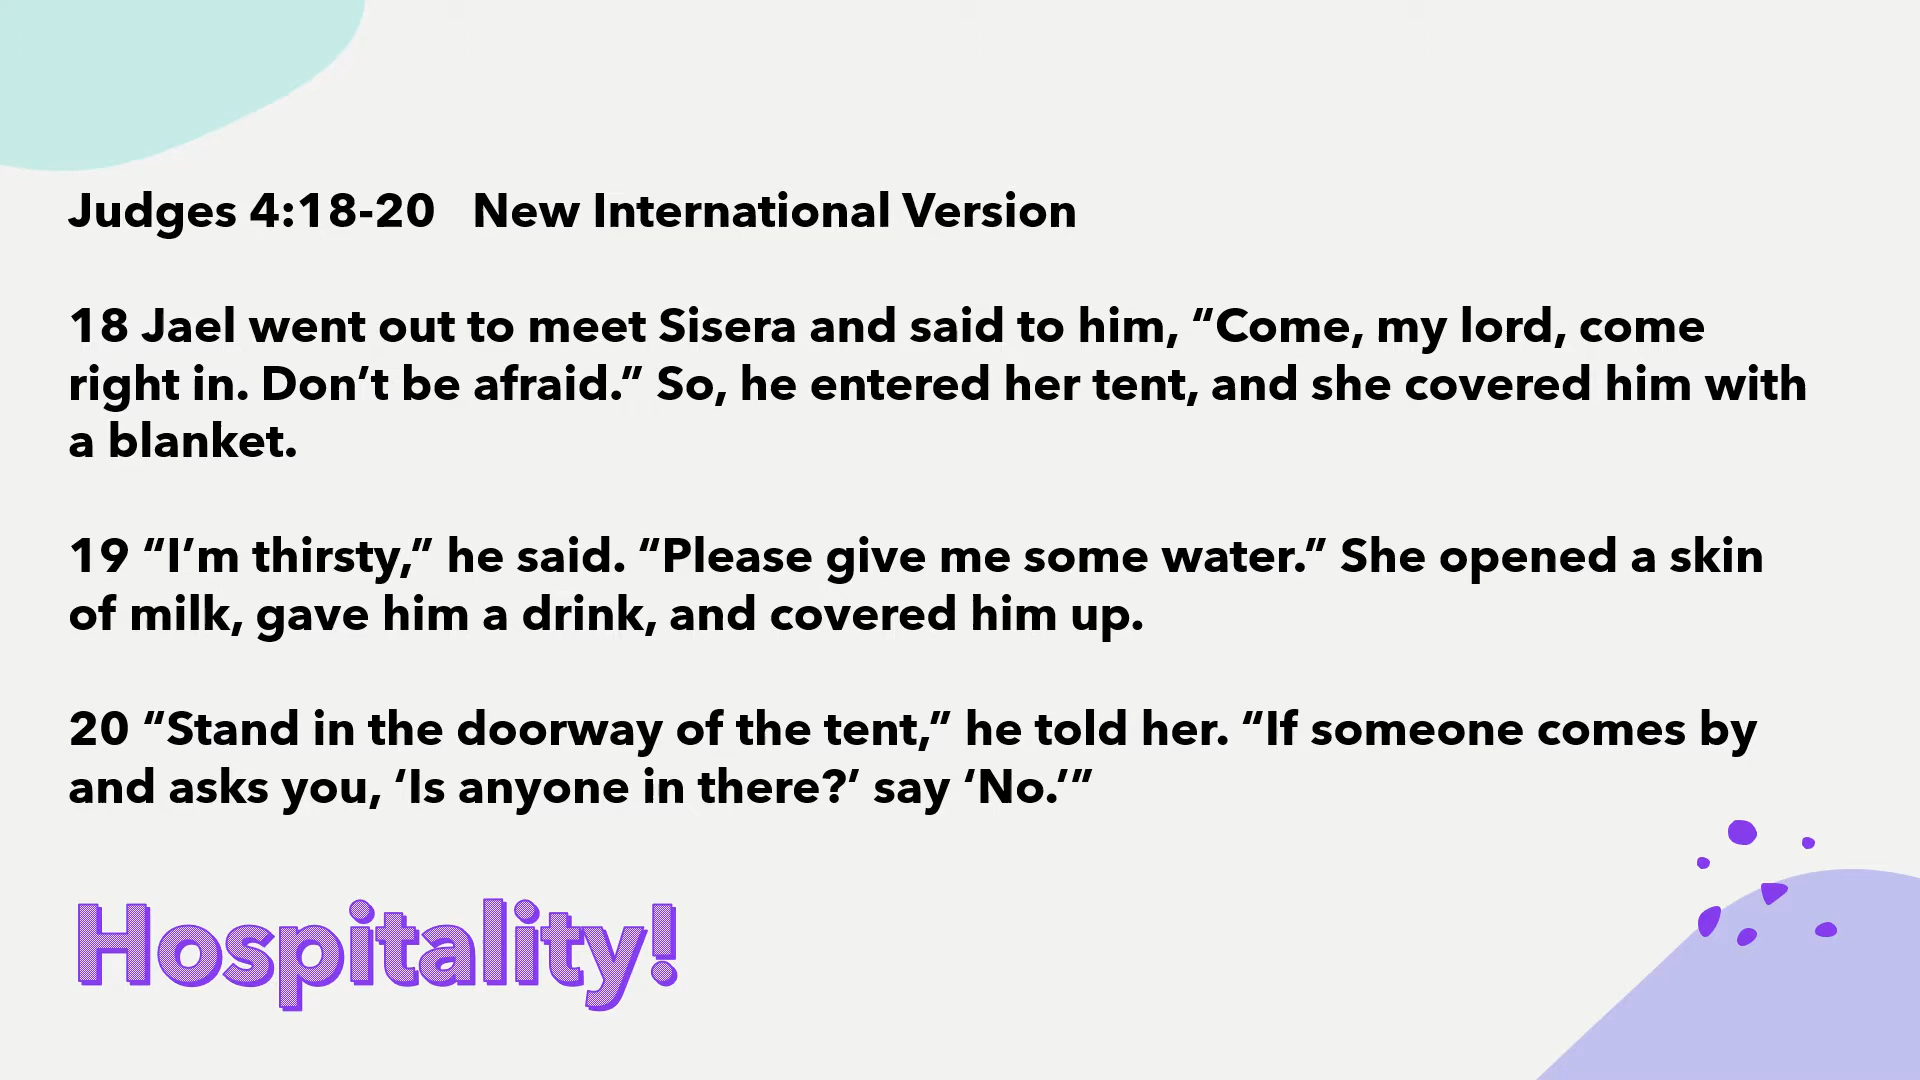 Judges 4:18-20   New International Version
18 Jael went out to meet Sisera and said to him, “Come, my lord, come
right in. Don’t be afraid.” So, he entered her tent, and she covered him with
a blanket.
19 “I’m thirsty,” he said. “Please give me some water.” She opened a skin
of milk, gave him a drink, and covered him up.
20 “Stand in the doorway of the tent,” he told her. “If someone comes by
and asks you, ‘Is anyone in there?’ say ‘No.’”
Hospitality!